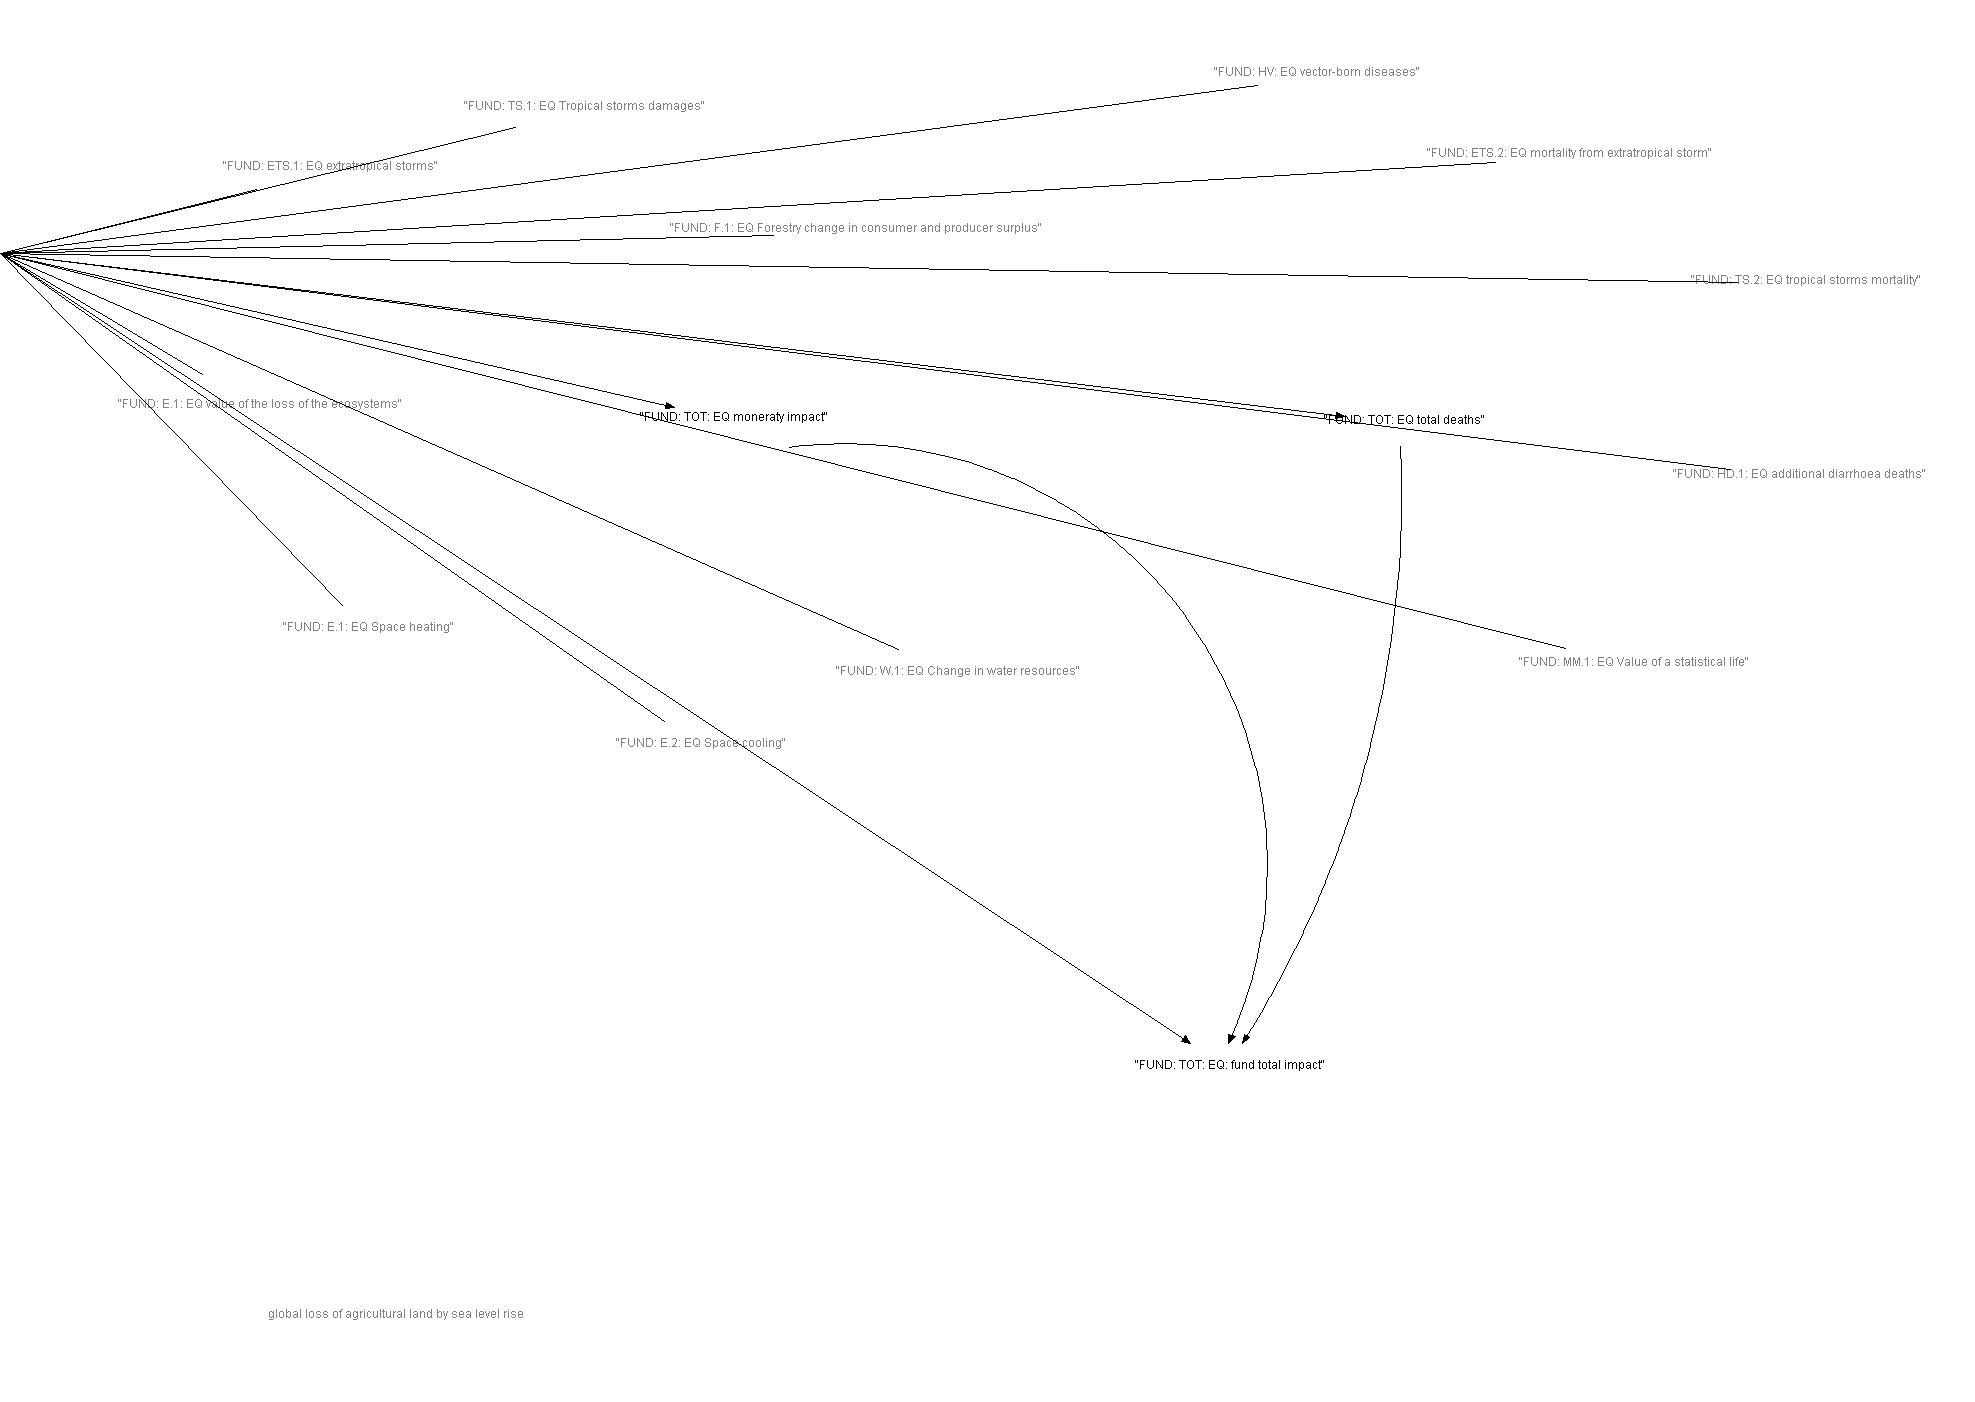 "FUND: HV: EQ vector-born diseases"
"FUND: TS.1: EQ Tropical storms damages"
"FUND: ETS.2: EQ mortality from extratropical storm"
"FUND: ETS.1: EQ extratropical storms"
"FUND: F.1: EQ Forestry change in consumer and producer surplus"
"FUND: TS.2: EQ tropical storms mortality"
"FUND: E.1: EQ value of the loss of the ecosystems"
"FUND: TOT: EQ moneraty impact"
"FUND: TOT: EQ total deaths"
"FUND: HD.1: EQ additional diarrhoea deaths"
"FUND: E.1: EQ Space heating"
"FUND: MM.1: EQ Value of a statistical life"
"FUND: W.1: EQ Change in water resources"
"FUND: E.2: EQ Space cooling"
"FUND: TOT: EQ: fund total impact"
global loss of agricultural land by sea level rise